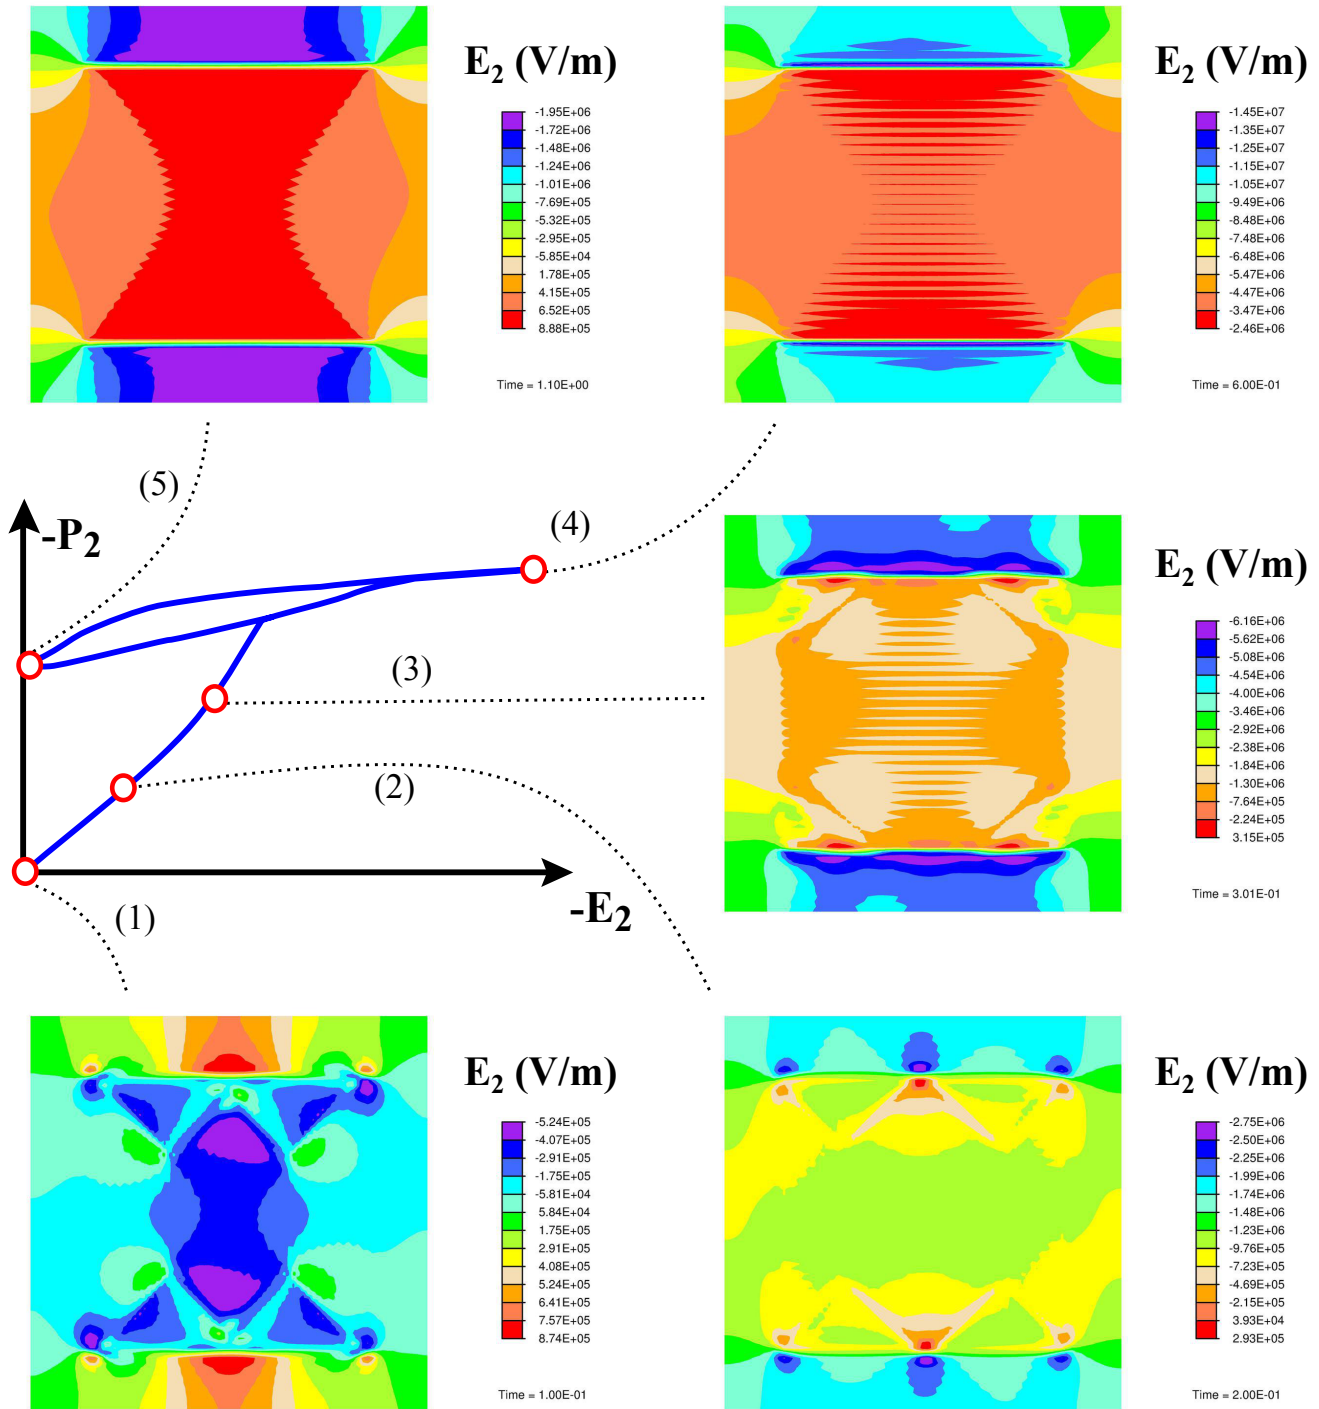 E2 (V/m)
-1.95E+06
-1.72E+06
-1.48E+06
-1.24E+06
-1.01E+06
-7.69E+05
-5.32E+05
-2.95E+05
-5.85E+04
1.78E+05
4.15E+05
6.52E+05
8.88E+05
Time = 1.10E+00
E2 (V/m)
-1.45E+07
-1.35E+07
-1.25E+07
-1.15E+07
-1.05E+07
-9.49E+06
-8.48E+06
-7.48E+06
-6.48E+06
-5.47E+06
-4.47E+06
-3.47E+06
-2.46E+06
Time = 6.00E-01
(5)
-P2
(4)
(3)
(2)
(1)
-E2
E2 (V/m)
-6.16E+06
-5.62E+06
-5.08E+06
-4.54E+06
-4.00E+06
-3.46E+06
-2.92E+06
-2.38E+06
-1.84E+06
-1.30E+06
-7.64E+05
-2.24E+05
3.15E+05
Time = 3.01E-01
E2 (V/m)
-5.24E+05
-4.07E+05
-2.91E+05
-1.75E+05
-5.81E+04
5.84E+04
1.75E+05
2.91E+05
4.08E+05
5.24E+05
6.41E+05
7.57E+05
8.74E+05
Time = 1.00E-01
E2 (V/m)
-2.75E+06
-2.50E+06
-2.25E+06
-1.99E+06
-1.74E+06
-1.48E+06
-1.23E+06
-9.76E+05
-7.23E+05
-4.69E+05
-2.15E+05
3.93E+04
2.93E+05
Time = 2.00E-01